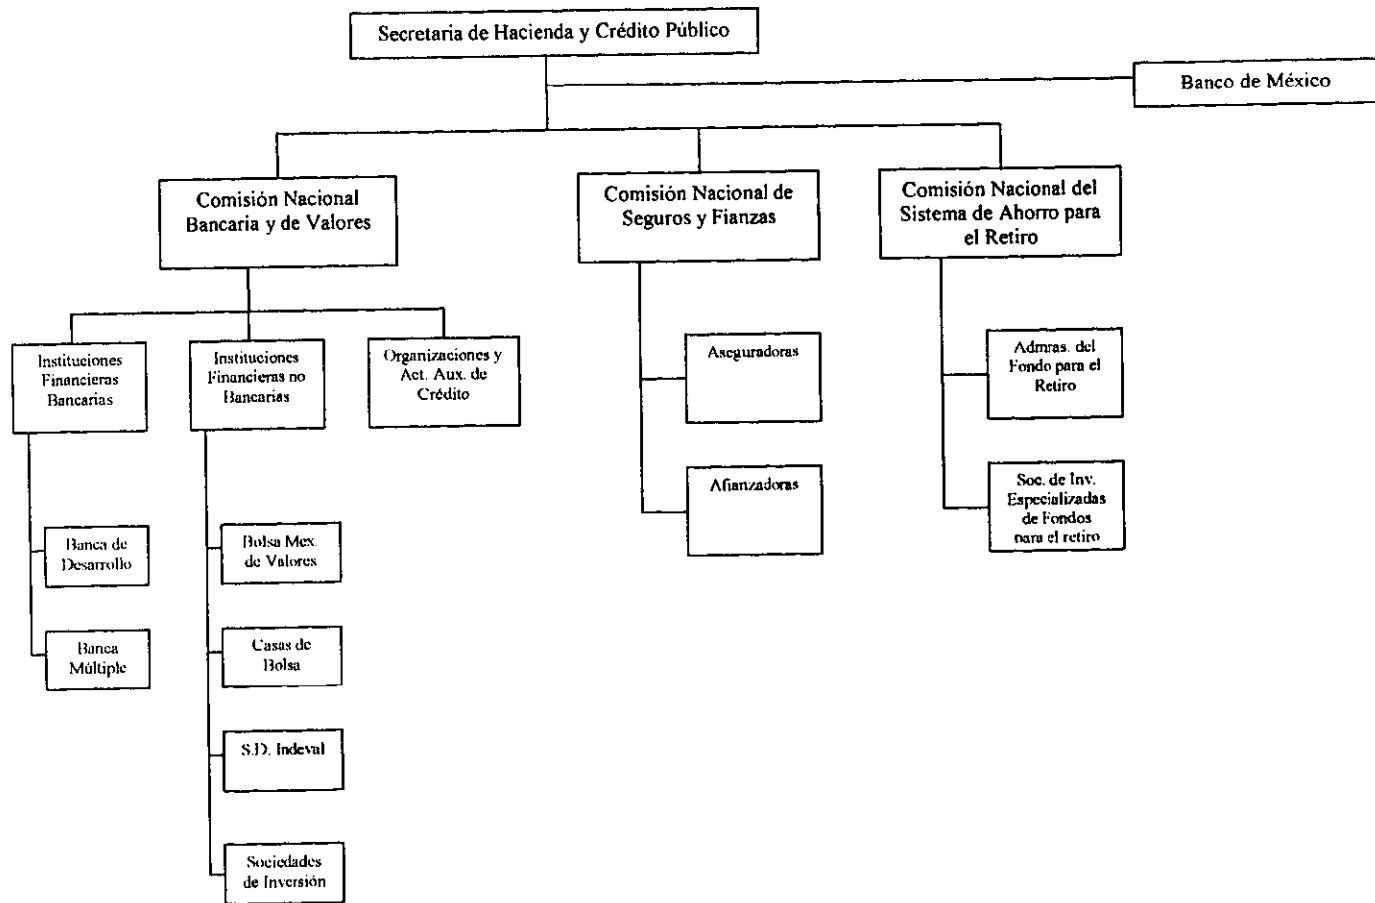 Secretaria de Hacienda y Crédito Público
Banco de México
Comisión Nacional
Bancaria y de Valores
Comisión Nacional de
Seguros y Fianzas
Comisión Nacional del
Sistema de Ahorro para
el Retiro
Instituciones
Financieras
Bancarias
Instituciones
Financieras no
Bancarias
Organizaciones y
Act. Aux. de
Crédito
Aseguradoras
Admras. del
Fondo para el
Retiro
Afianzadoras
Soc. de Inv.
Especializadas
de Fondos
para el retiro
Banca de
Desarrollo
Bolsa Mex.
de Valores
Banca
Múltiple
Casas de
Bolsa
S.D. Indeval
Sociedades
de Inversión